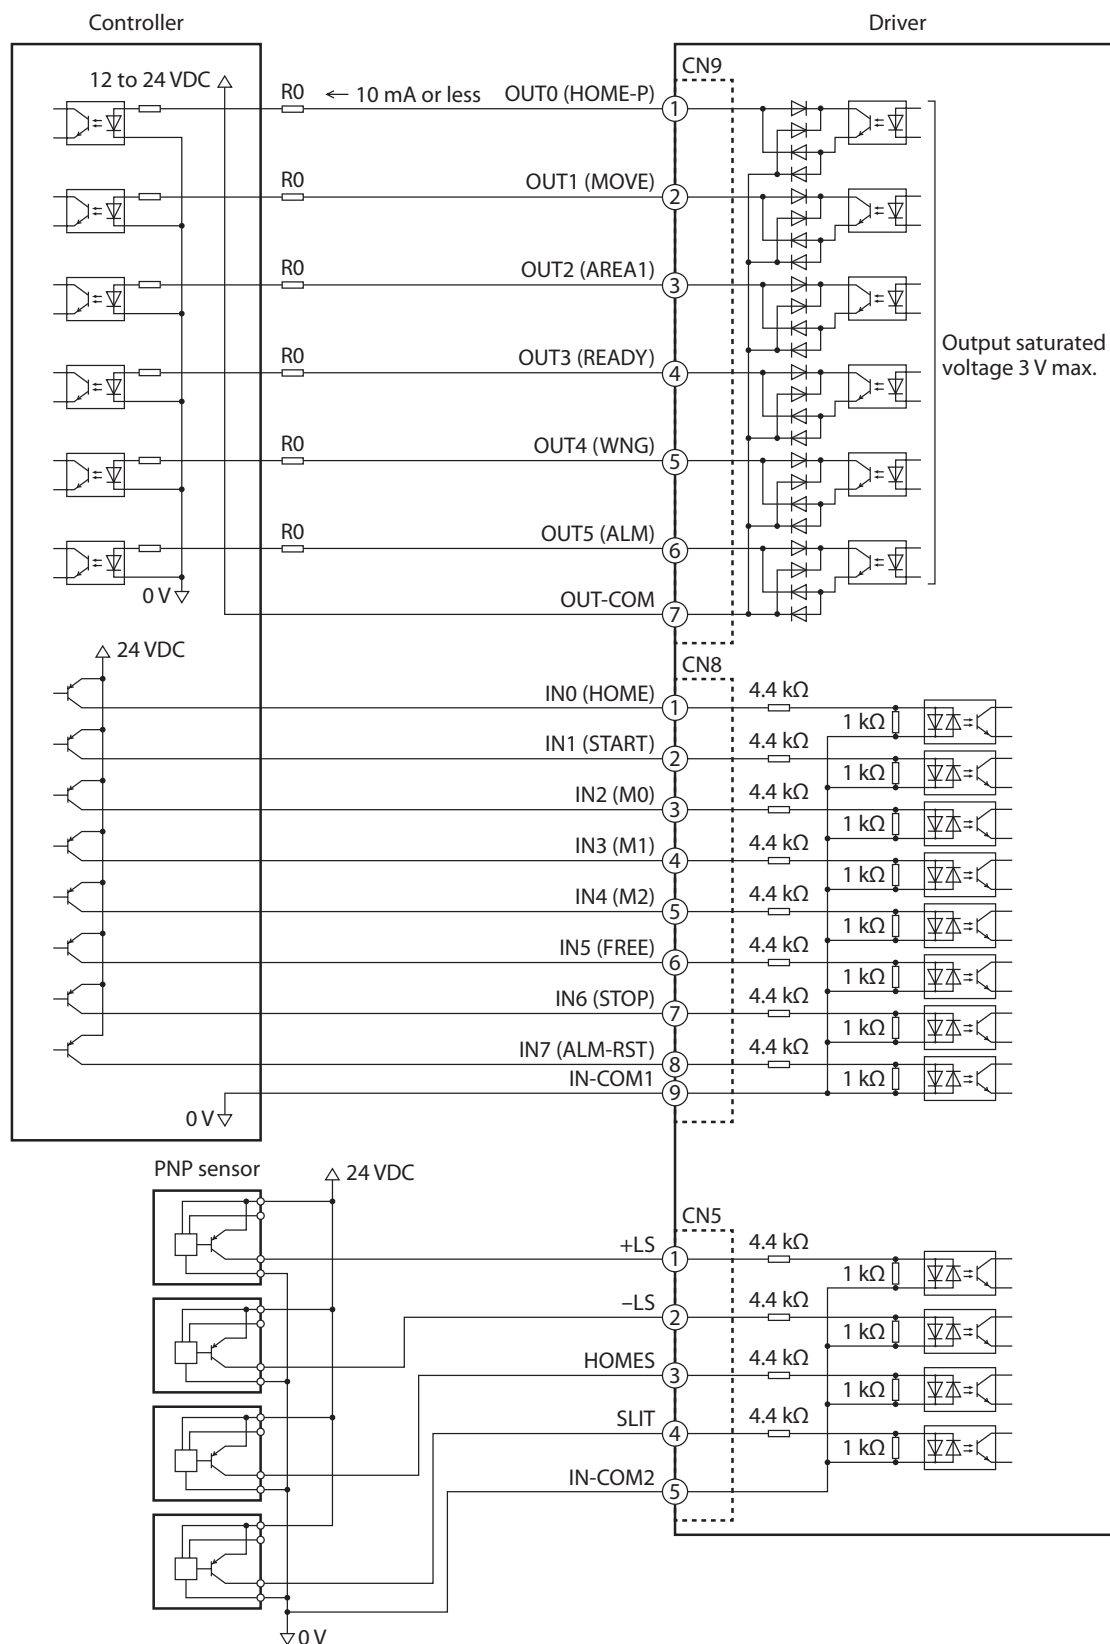 Controller
Driver
12 to 24 VDC
R0
← 10 mA or less
OUT0 (HOME-P)
CN9
1
R0
OUT1 (MOVE)
2
R0
OUT2 (AREA1)
3
R0
OUT3 (READY)
4
Output saturated
voltage 3 V max.
R0
OUT4 (WNG)
5
R0
OUT5 (ALM)
6
0 V
OUT-COM
7
24 VDC
CN8
IN0 (HOME)
1
4.4 kΩ
1 kΩ
IN1 (START)
2
4.4 kΩ
1 kΩ
IN2 (M0)
3
4.4 kΩ
1 kΩ
IN3 (M1)
4
4.4 kΩ
1 kΩ
IN4 (M2)
5
4.4 kΩ
1 kΩ
IN5 (FREE)
6
4.4 kΩ
1 kΩ
IN6 (STOP)
7
4.4 kΩ
1 kΩ
IN7 (ALM-RST)
8
4.4 kΩ
1 kΩ
IN-COM1
9
0 V
PNP sensor
24 VDC
CN5
+LS
1
4.4 kΩ
1 kΩ
–LS
2
4.4 kΩ
1 kΩ
HOMES
3
4.4 kΩ
1 kΩ
SLIT
4
4.4 kΩ
1 kΩ
IN-COM2
5
0 V